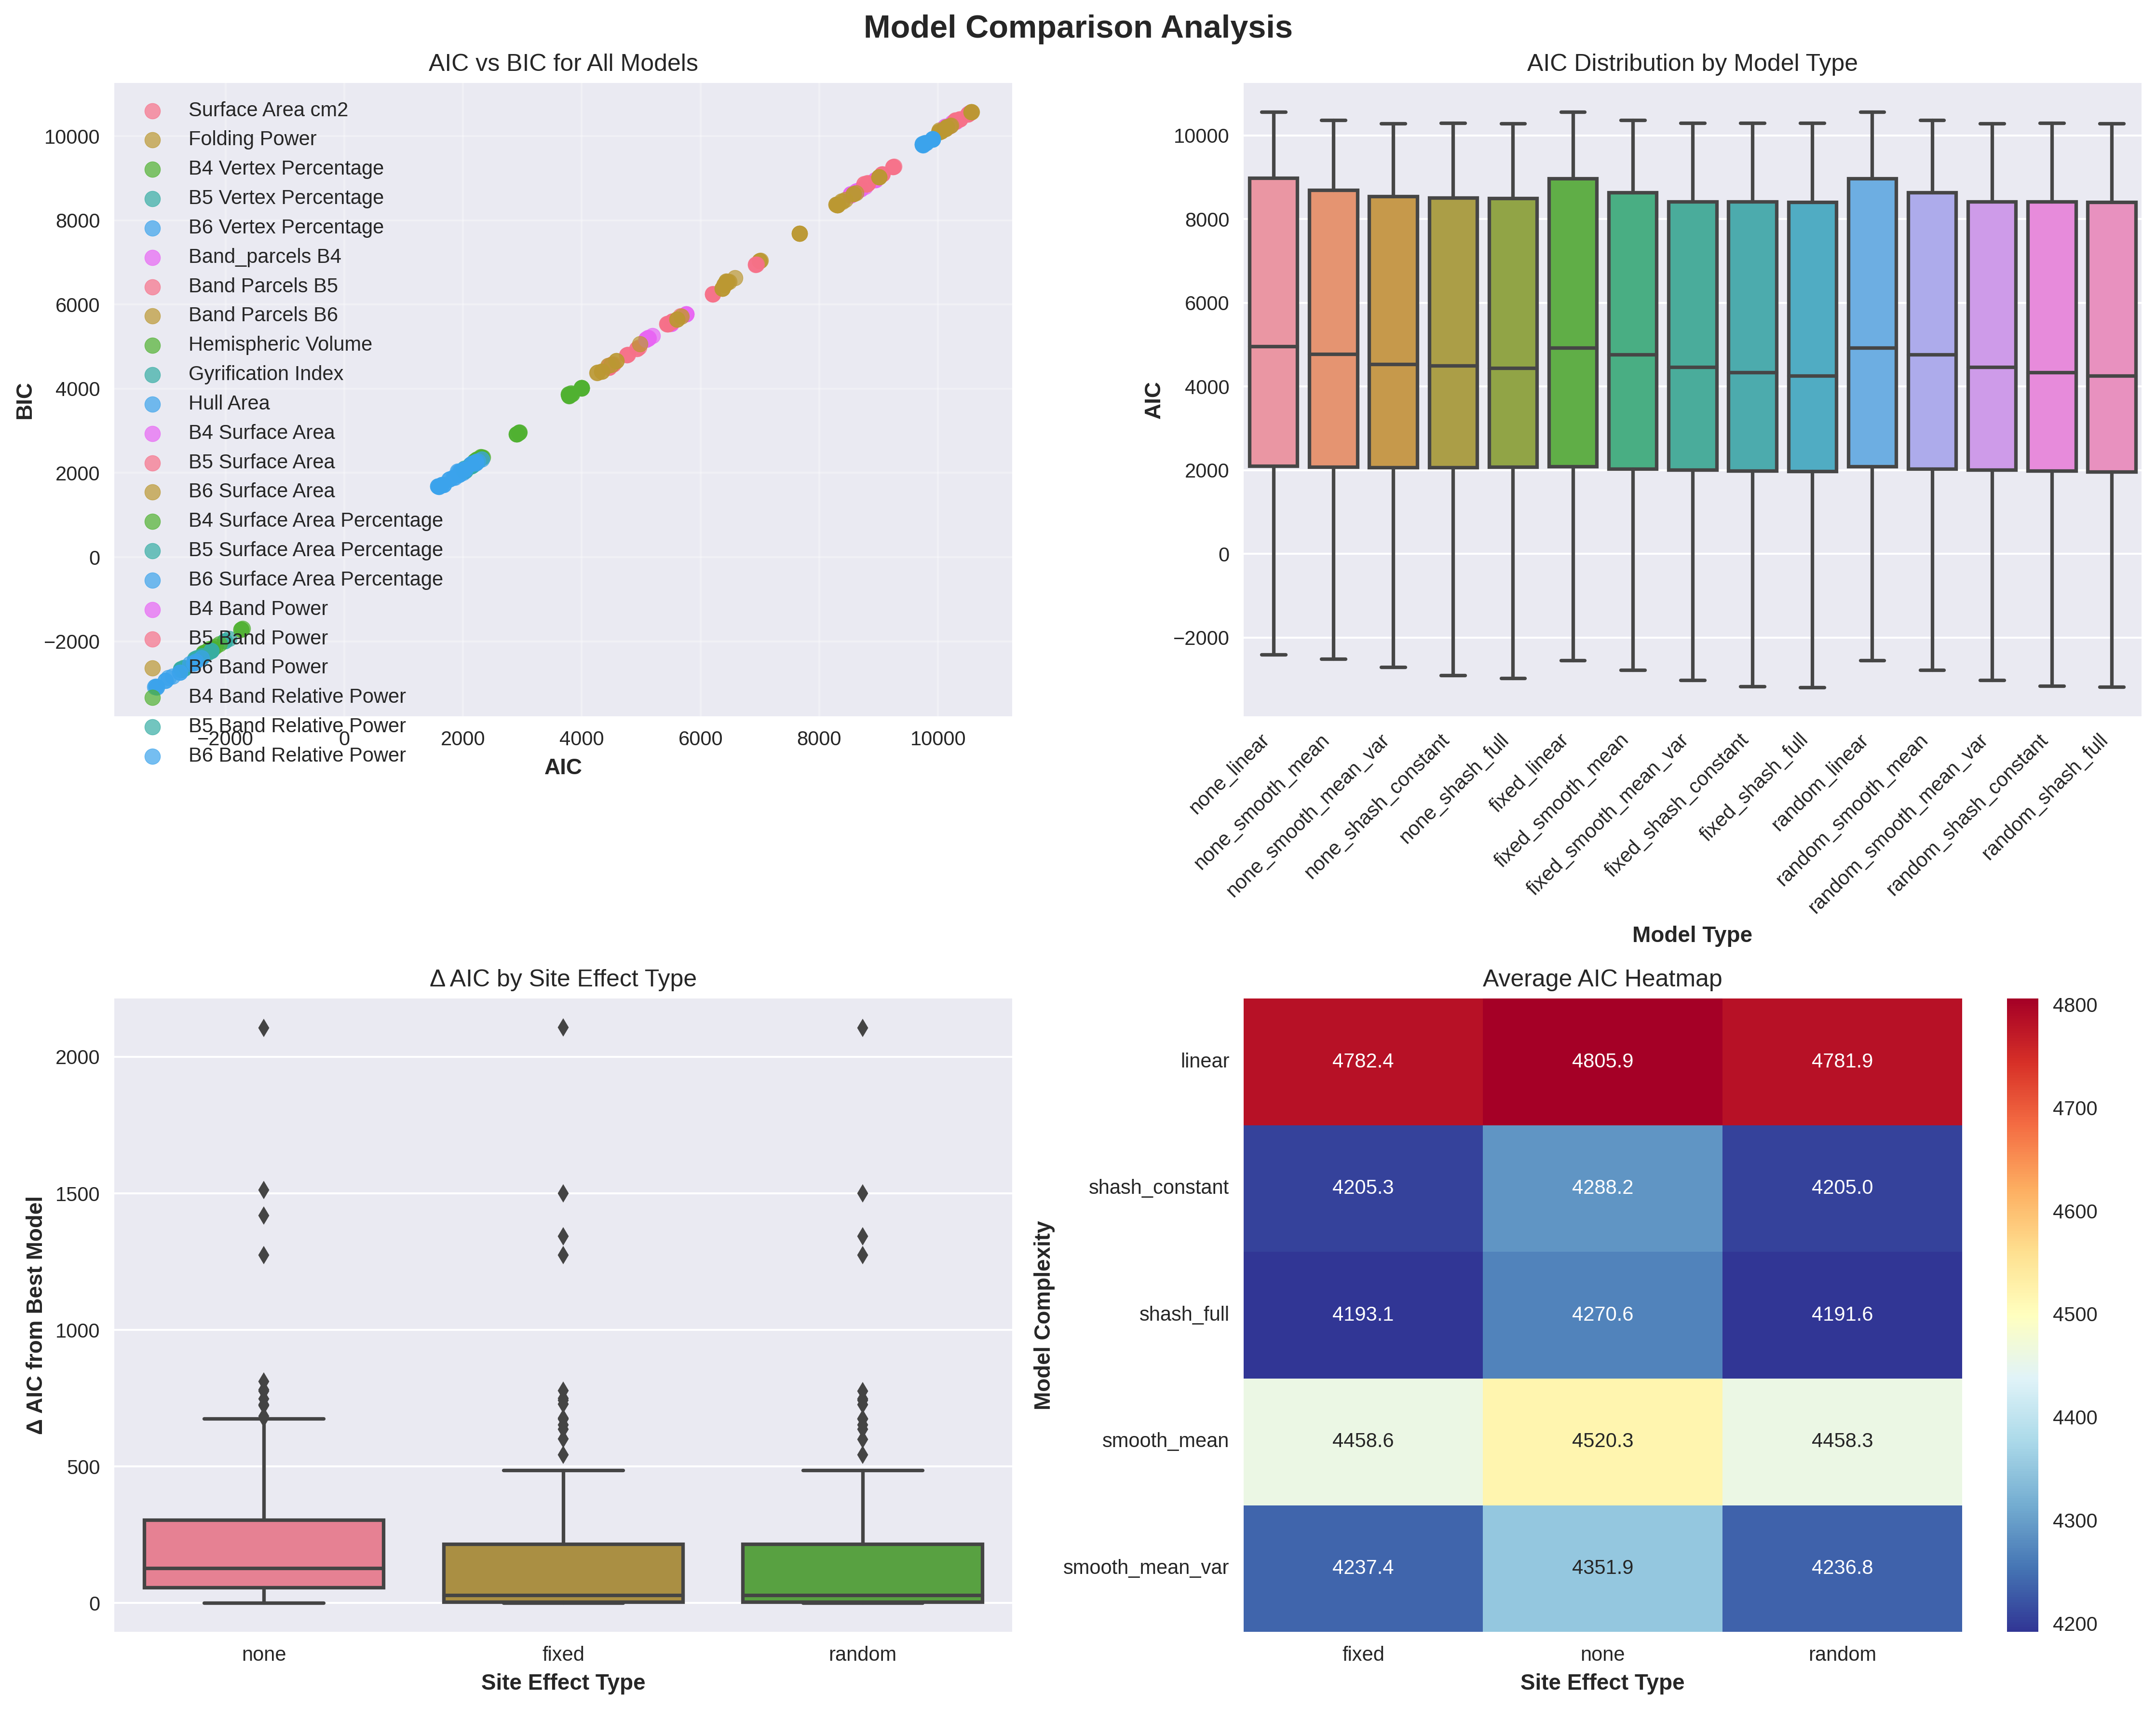 Model Comparison Analysis
AIC vs BIC for All Models
BIC
10000
8000
6000
4000
2000
0
−2000
Surface Area cm2
Folding Power
B4 Vertex Percentage
B5 Vertex Percentage
B6 Vertex Percentage
Band_parcels B4
Band Parcels B5
Band Parcels B6
Hemispheric Volume
Gyrification Index
Hull Area
B4 Surface Area
B5 Surface Area
B6 Surface Area
B4 Surface Area Percentage
B5 Surface Area Percentage
B6 Surface Area Percentage
B4 Band Power
B5 Band Power
B6 Band Power
B4 Band Relative Power
B5 Band Relative Power
B6 Band Relative Power
−2000 0 2000 4000 6000 8000 10000
AIC
AIC Distribution by Model Type
AIC
10000
8000
6000
4000
2000
0
−2000
none_linear
none_smooth_mean
none_smooth_mean_var
none_shash_constant
none_shash_full
fixed_linear
fixed_smooth_mean
fixed_smooth_mean_var
fixed_shash_constant
fixed_shash_full
random_linear
random_smooth_mean
random_smooth_mean_var
random_shash_constant
random_shash_full
Model Type
Δ AIC by Site Effect Type
Δ AIC from Best Model
2000
1500
1000
500
0
none fixed random
Site Effect Type
Average AIC Heatmap
Model Complexity
linear 4782.4 4805.9 4781.9
shash_constant 4205.3 4288.2 4205.0
shash_full 4193.1 4270.6 4191.6
smooth_mean 4458.6 4520.3 4458.3
smooth_mean_var 4237.4 4351.9 4236.8
fixed none random
Site Effect Type
4800
4700
4600
4500
4400
4300
4200